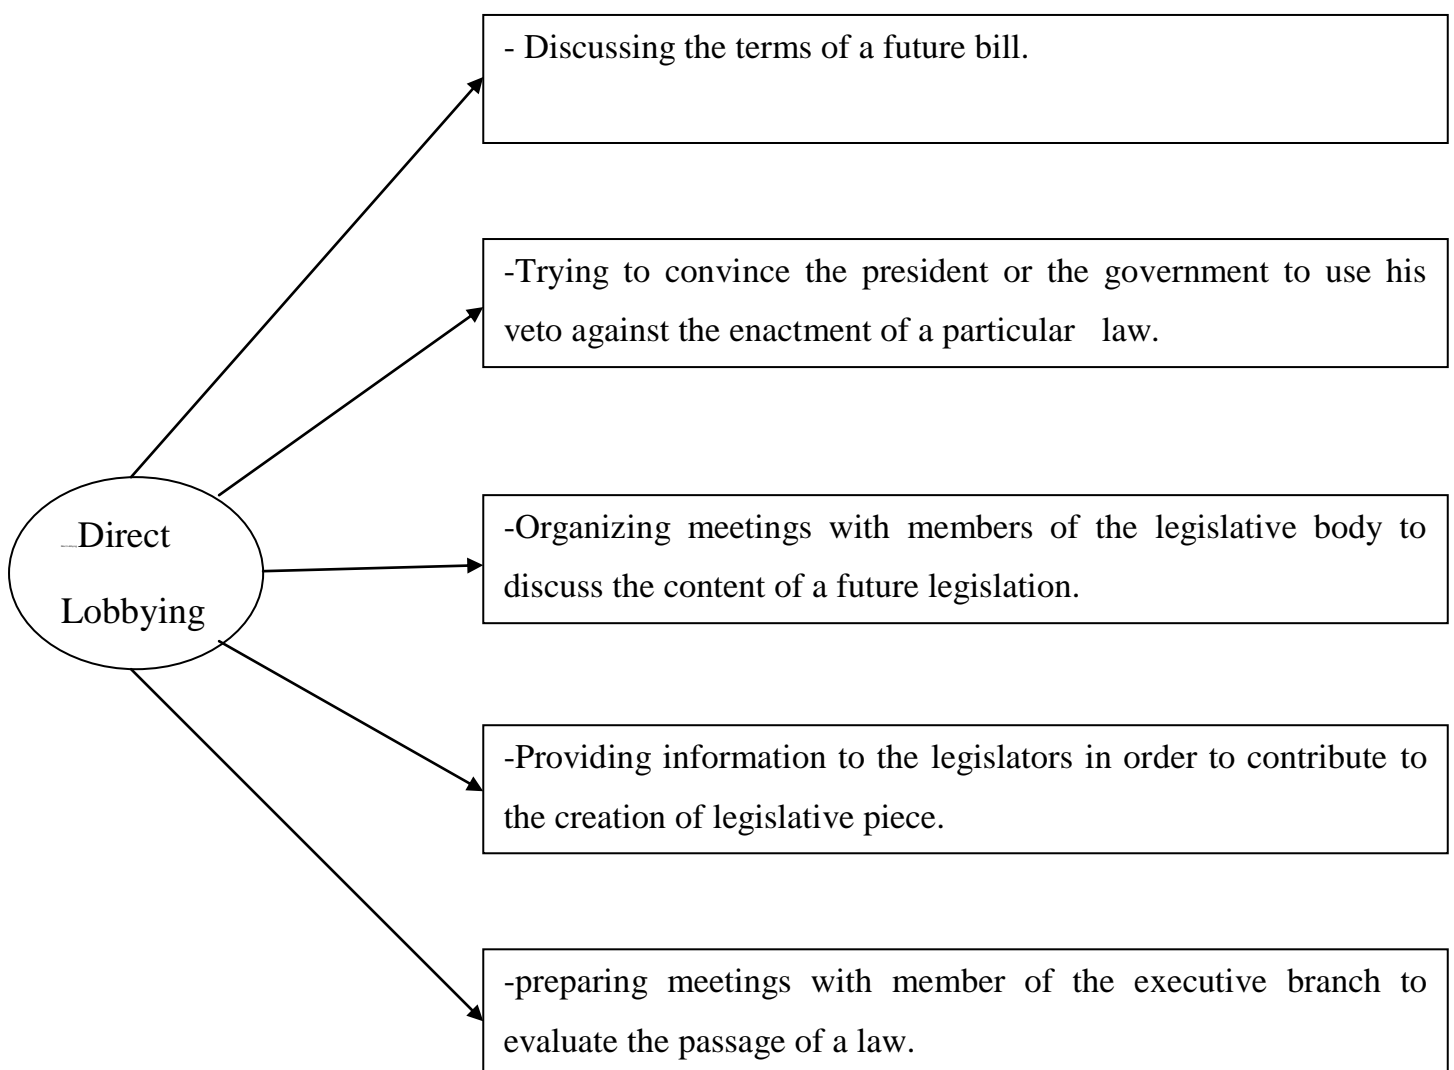 - Discussing the terms of a future bill.
-Trying to convince the president or the government to use his
veto against the enactment of a particular law.
Direct
Lobbying
-Organizing meetings with members of the legislative body to
discuss the content of a future legislation.
-Providing information to the legislators in order to contribute to
the creation of legislative piece.
-preparing meetings with member of the executive branch to
evaluate the passage of a law.